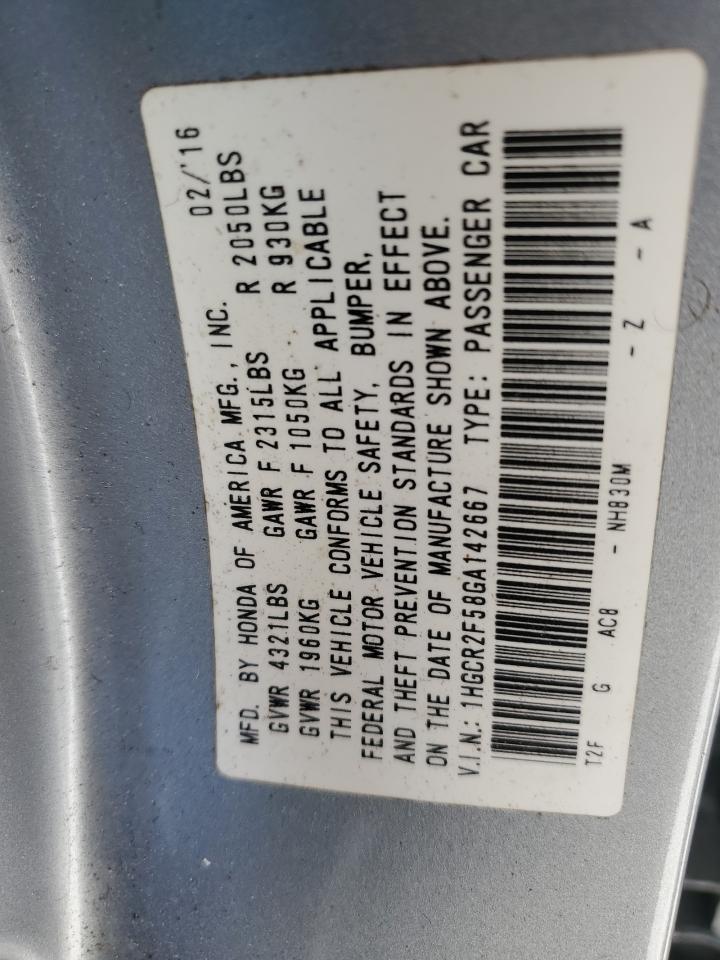 MFD. BY HONDA OF AMERICA MFG., INC. 02/'16
GVWR 4321LBS GAWR F 2315LBS R 2050LBS
GVWR 1960KG GAWR F 1050KG R 930KG
THIS VEHICLE CONFORMS TO ALL APPLICABLE
FEDERAL MOTOR VEHICLE SAFETY, BUMPER,
AND THEFT PREVENTION STANDARDS IN EFFECT
ON THE DATE OF MANUFACTURE SHOWN ABOVE.
V.I.N.: 1HGCR2F58GA142667 TYPE: PASSENGER CAR
T2F G AC8 - NH830M - Z - A